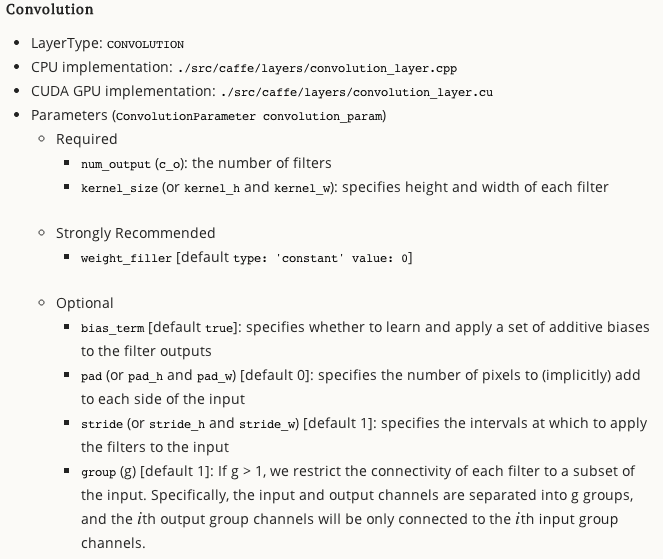 Convolution
• LayerType: CONVOLUTION
• CPU implementation: ./src/caffe/layers/convolution_layer.cpp
• CUDA GPU implementation: ./src/caffe/layers/convolution_layer.cu
• Parameters (ConvolutionParameter convolution_param)
○ Required
▪ num_output (c_o): the number of filters
▪ kernel_size (or kernel_h and kernel_w): specifies height and width of each filter
○ Strongly Recommended
▪ weight_filler [default type: 'constant' value: 0]
○ Optional
▪ bias_term [default true]: specifies whether to learn and apply a set of additive biases
to the filter outputs
▪ pad (or pad_h and pad_w) [default 0]: specifies the number of pixels to (implicitly) add
to each side of the input
▪ stride (or stride_h and stride_w) [default 1]: specifies the intervals at which to apply
the filters to the input
▪ group (g) [default 1]: If g > 1, we restrict the connectivity of each filter to a subset of
the input. Specifically, the input and output channels are separated into g groups,
and the ith output group channels will be only connected to the ith input group
channels.